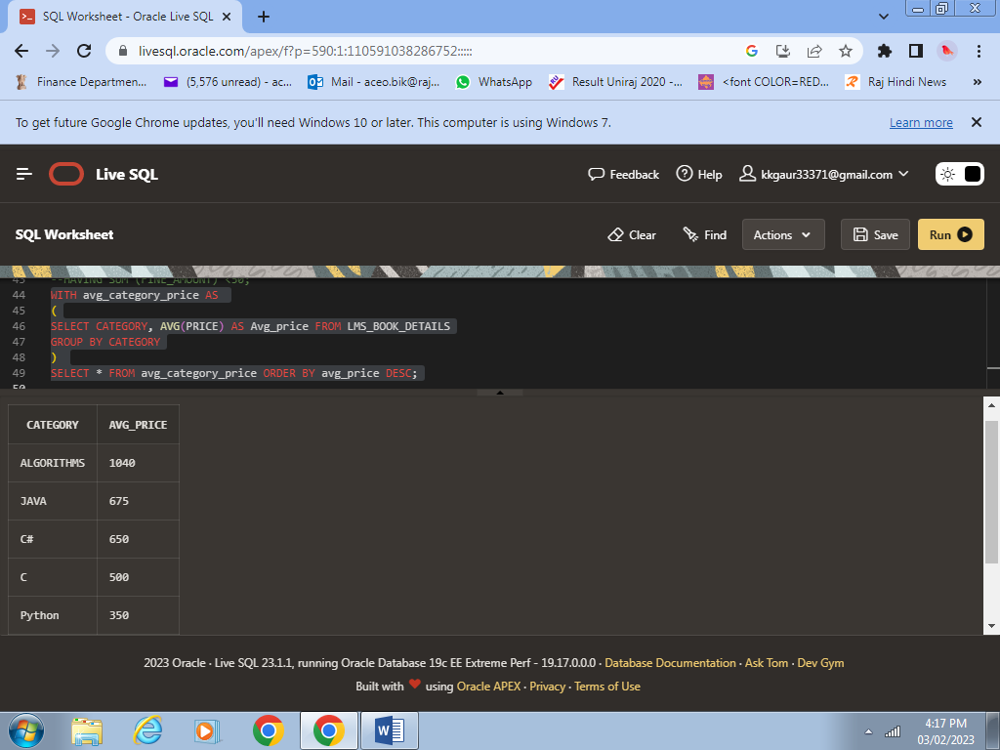 SQL Worksheet - Oracle Live SQL
livesql.oracle.com/apex/f?p=590:1:110591038286752:::::
Finance Departmen... (5,576 unread) - ac... Mail - aceo.bik@raj... WhatsApp Result Uniraj 2020 -... <font COLOR=RED... Raj Hindi News »
To get future Google Chrome updates, you'll need Windows 10 or later. This computer is using Windows 7. Learn more
Live SQL Feedback Help kkgaur33371@gmail.com
SQL Worksheet Clear Find Actions Save Run
43 --HAVING SUM (FINE_AMOUNT) <50;
44 WITH avg_category_price AS
45 (
46 SELECT CATEGORY, AVG(PRICE) AS Avg_price FROM LMS_BOOK_DETAILS
47 GROUP BY CATEGORY
48 )
49 SELECT * FROM avg_category_price ORDER BY avg_price DESC;
50
CATEGORY AVG_PRICE
ALGORITHMS 1040
JAVA 675
C# 650
C 500
Python 350
2023 Oracle · Live SQL 23.1.1, running Oracle Database 19c EE Extreme Perf - 19.17.0.0.0 · Database Documentation · Ask Tom · Dev Gym
Built with ❤ using Oracle APEX · Privacy · Terms of Use
4:17 PM
03/02/2023